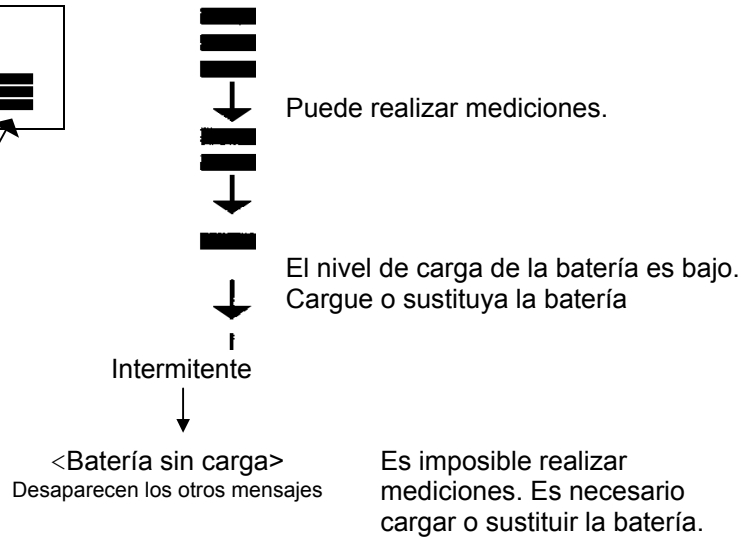 Puede realizar mediciones.
El nivel de carga de la batería es bajo.
Cargue o sustituya la batería
Intermitente
<Batería sin carga>
Desaparecen los otros mensajes
Es imposible realizar
mediciones. Es necesario
cargar o sustituir la batería.